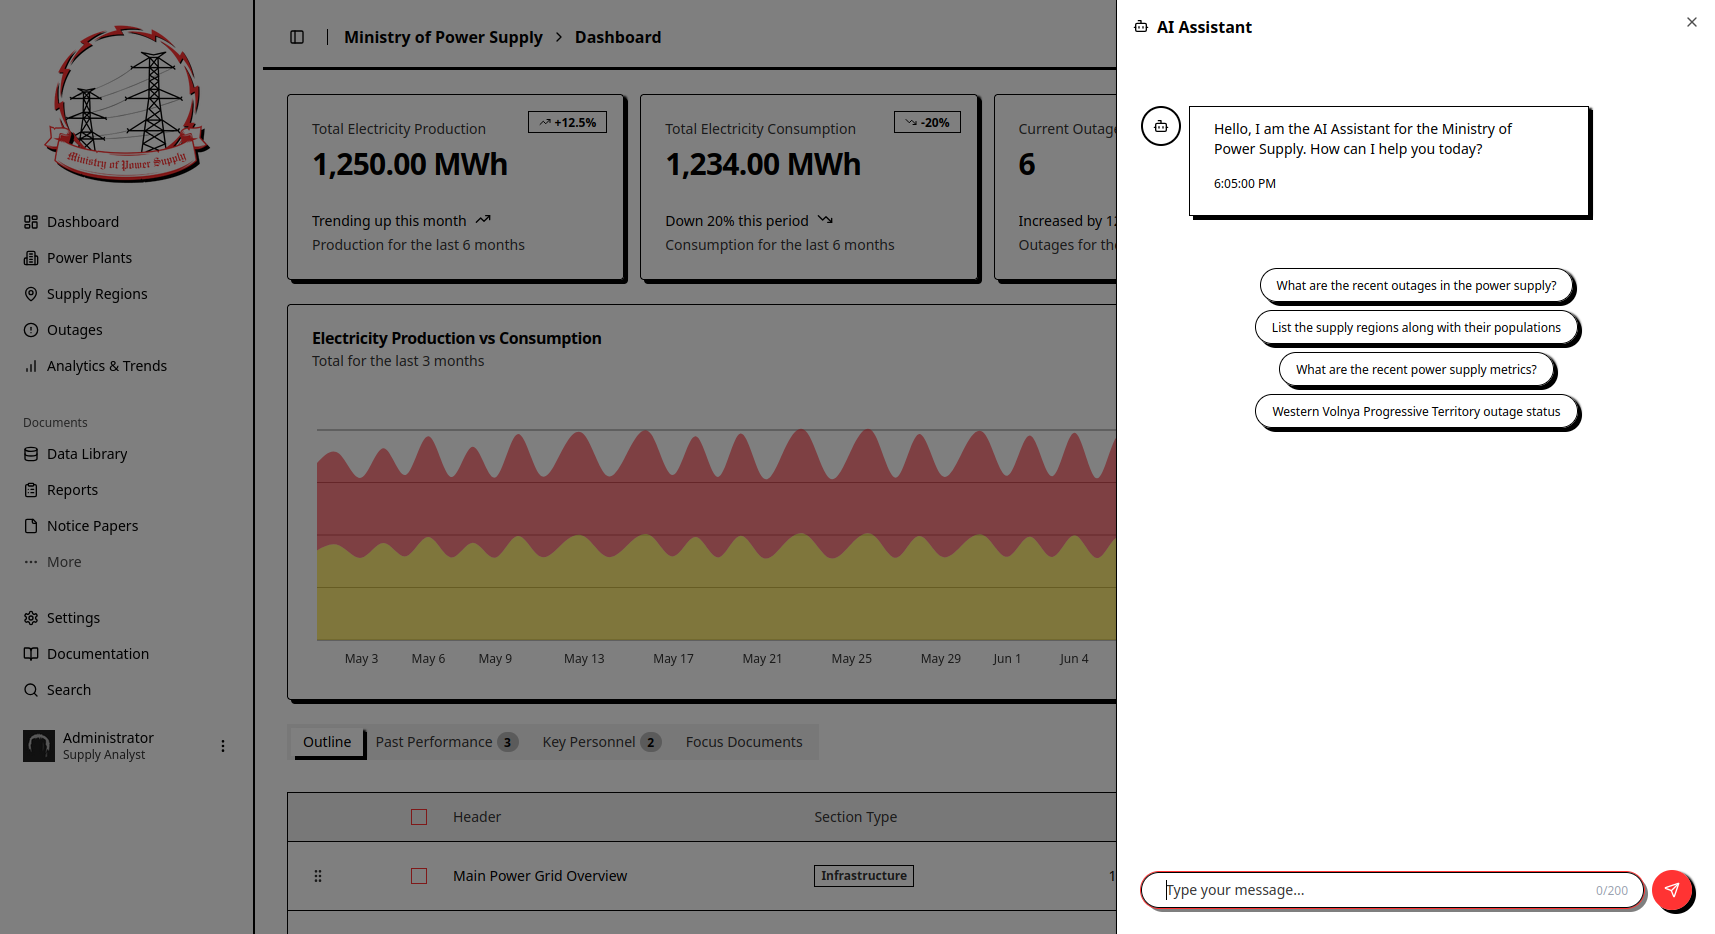 Ministry of Power Supply
Dashboard
Power Plants
Supply Regions
Outages
Analytics & Trends
Documents
Data Library
Reports
Notice Papers
More
Settings
Documentation
Search
Administrator
Supply Analyst
Ministry of Power Supply > Dashboard
Total Electricity Production
+12.5%
1,250.00 MWh
Trending up this month
Production for the last 6 months
Total Electricity Consumption
-20%
1,234.00 MWh
Down 20% this period
Consumption for the last 6 months
Current Outag
6
Increased by 12
Outages for the
Electricity Production vs Consumption
Total for the last 3 months
May 3 May 6 May 9 May 13 May 17 May 21 May 25 May 29 Jun 1 Jun 4
Outline Past Performance 3 Key Personnel 2 Focus Documents
Header Section Type
Main Power Grid Overview Infrastructure 1
AI Assistant
Hello, I am the AI Assistant for the Ministry of
Power Supply. How can I help you today?
6:05:00 PM
What are the recent outages in the power supply?
List the supply regions along with their populations
What are the recent power supply metrics?
Western Volnya Progressive Territory outage status
Type your message...
0/200